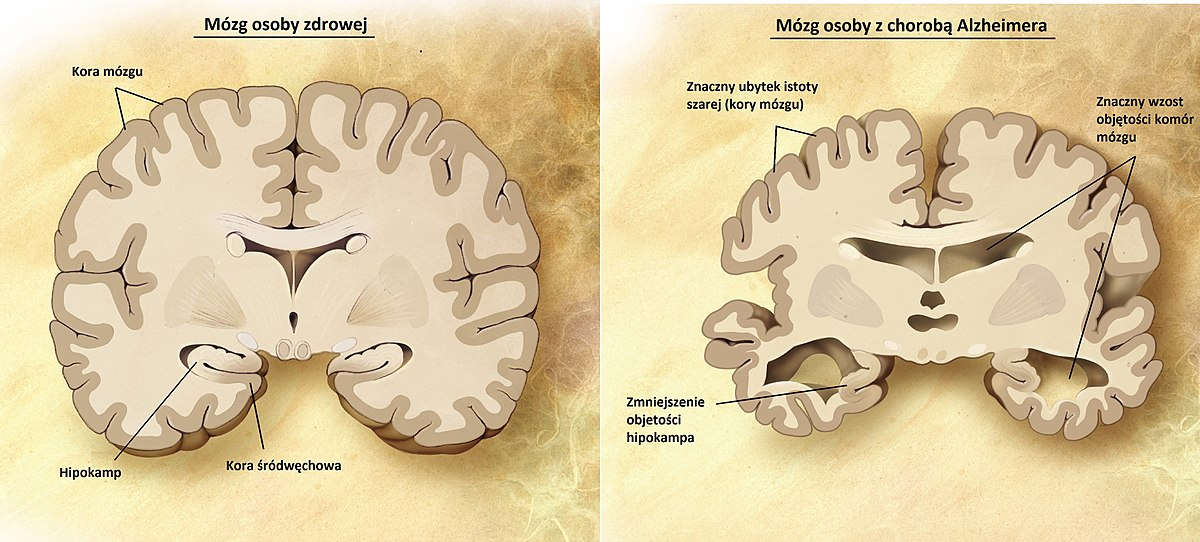 Mózg osoby zdrowej
Kora mózgu
Hipokamp
Kora śródwęchowa
Mózg osoby z chorobą Alzheimera
Znaczny ubytek istoty
szarej (kory mózgu)
Znaczny wzost
objętości komór
mózgu
Zmniejszenie
objetości
hipokampa